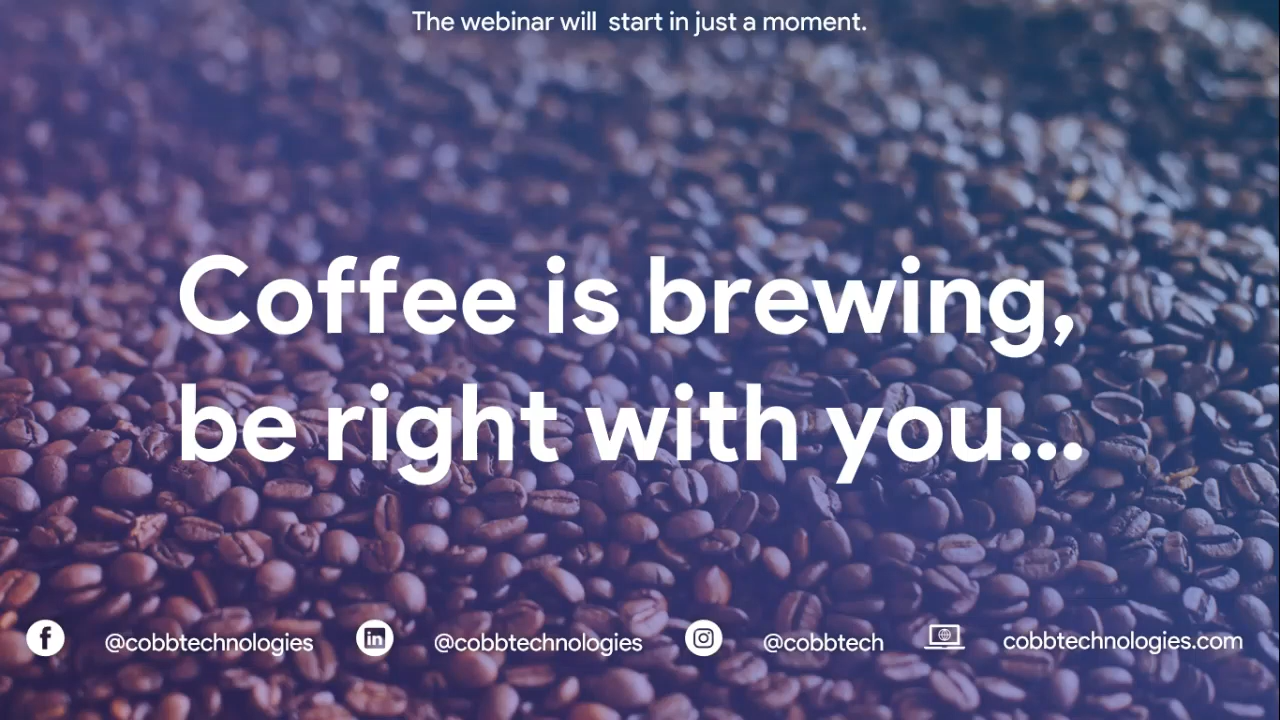 The webinar will  start in just a moment.
Coffee is brewing,
be right with you...
@cobbtechnologies @cobbtechnologies @cobbtech cobbtechnologies.com